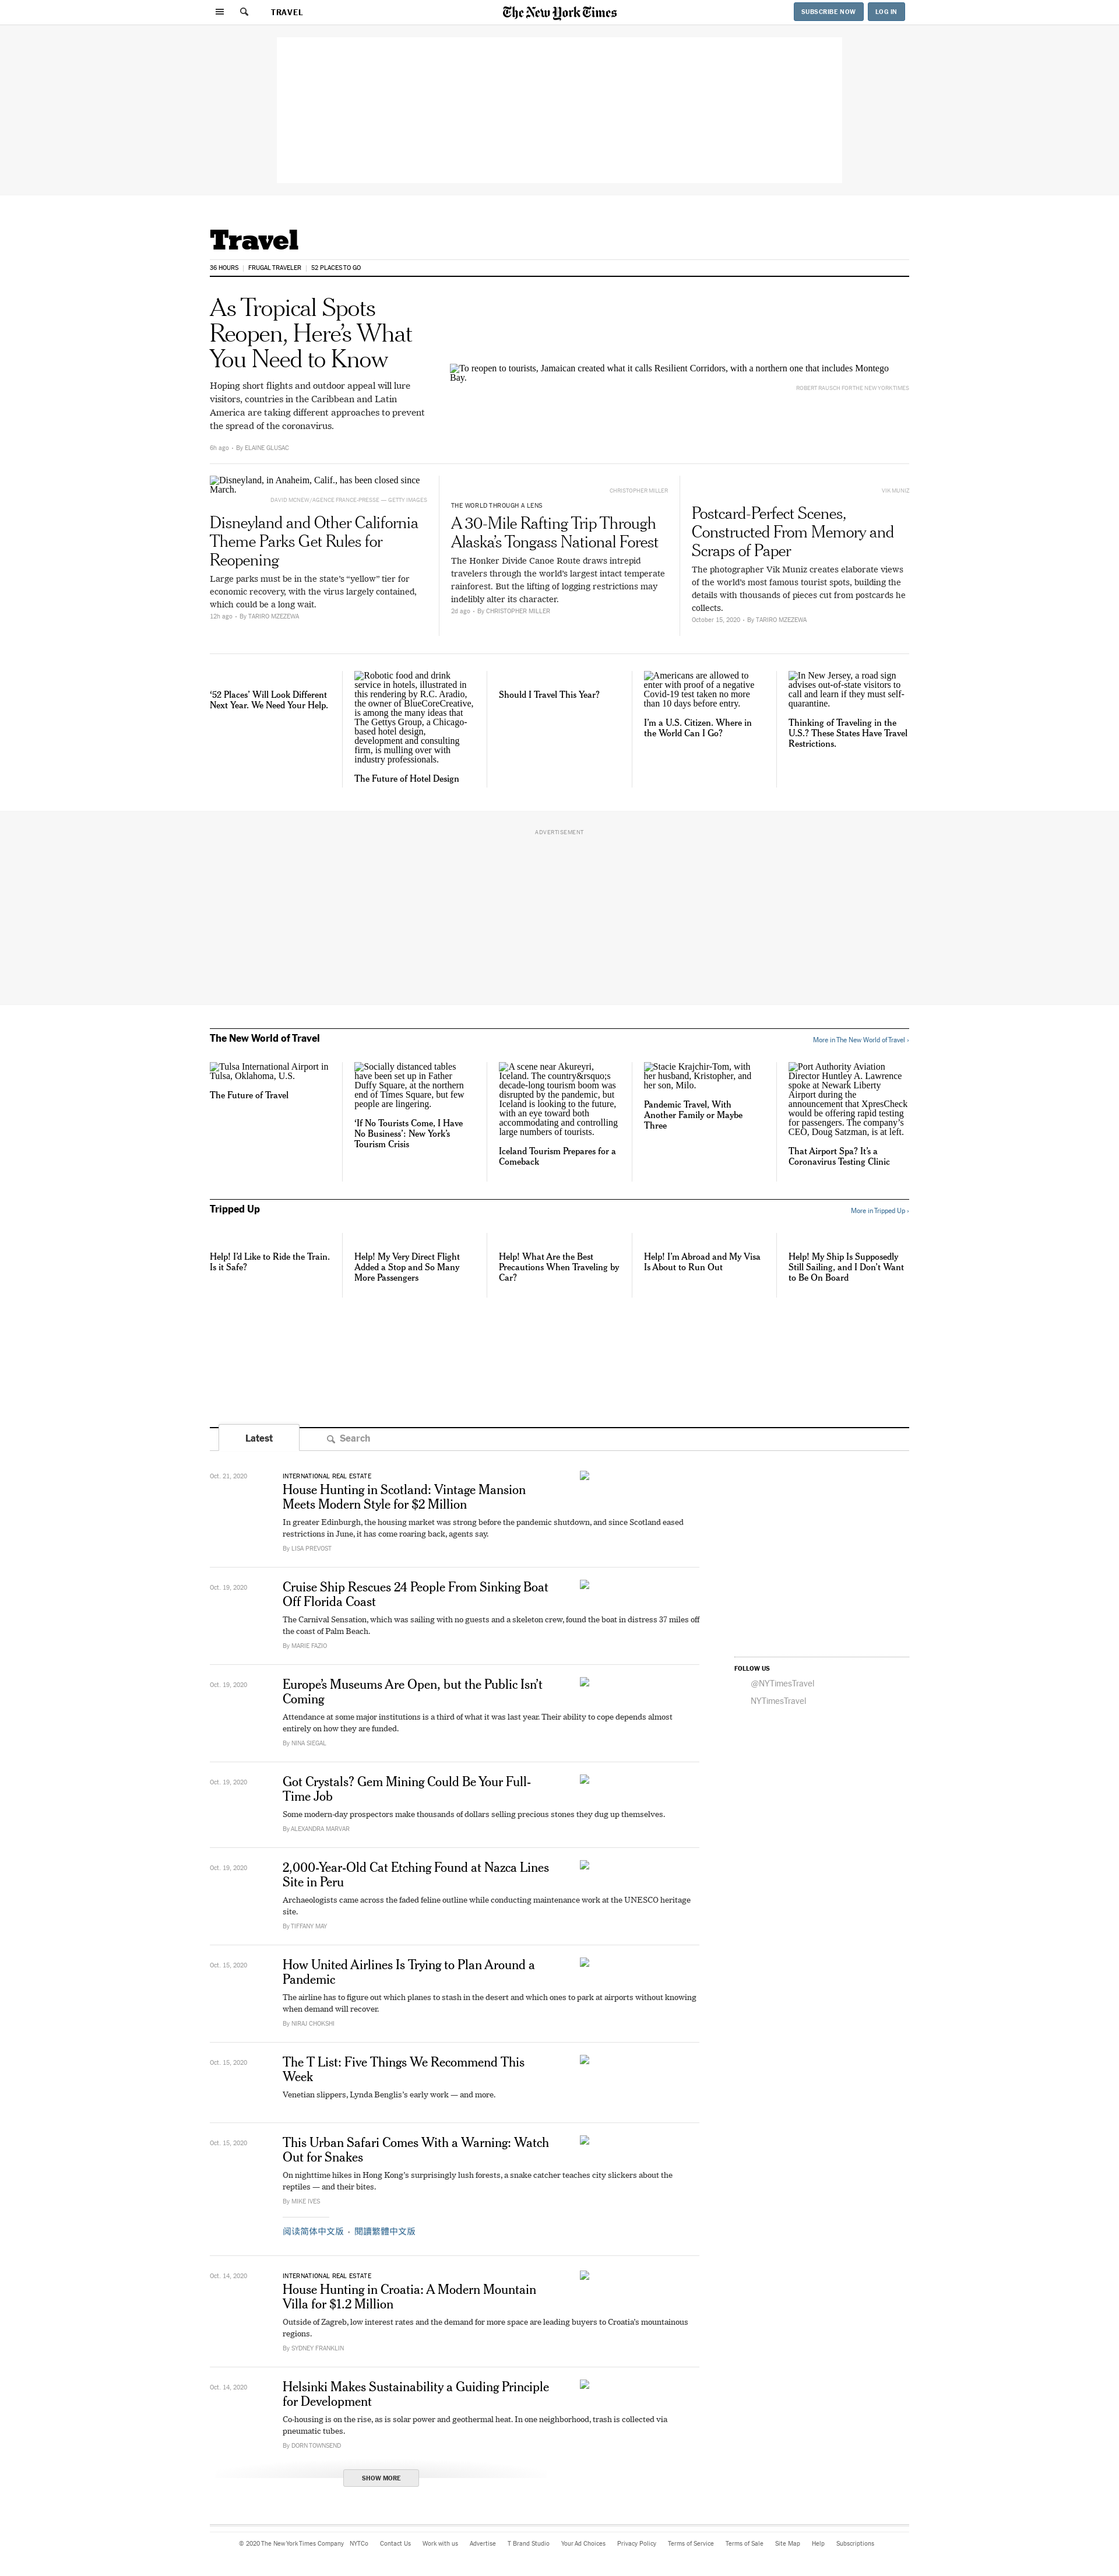 TRAVEL
The New York Times
SUBSCRIBE NOW
LOG IN
Travel
36 HOURS
FRUGAL TRAVELER
52 PLACES TO GO
As Tropical Spots
Reopen, Here’s What
You Need to Know
Hoping short flights and outdoor appeal will lure
visitors, countries in the Caribbean and Latin
America are taking different approaches to prevent
the spread of the coronavirus.
6h ago • By ELAINE GLUSAC
To reopen to tourists, Jamaican created what it calls Resilient Corridors, with a northern one that includes Montego
Bay.
ROBERT RAUSCH FOR THE NEW YORK TIMES
Disneyland, in Anaheim, Calif., has been closed since
March.
DAVID MCNEW/AGENCE FRANCE-PRESSE — GETTY IMAGES
Disneyland and Other California
Theme Parks Get Rules for
Reopening
Large parks must be in the state’s “yellow” tier for
economic recovery, with the virus largely contained,
which could be a long wait.
12h ago • By TARIRO MZEZEWA
CHRISTOPHER MILLER
THE WORLD THROUGH A LENS
A 30-Mile Rafting Trip Through
Alaska’s Tongass National Forest
The Honker Divide Canoe Route draws intrepid
travelers through the world’s largest intact temperate
rainforest. But the lifting of logging restrictions may
indelibly alter its character.
2d ago • By CHRISTOPHER MILLER
VIK MUNIZ
Postcard-Perfect Scenes,
Constructed From Memory and
Scraps of Paper
The photographer Vik Muniz creates elaborate views
of the world’s most famous tourist spots, building the
details with thousands of pieces cut from postcards he
collects.
October 15, 2020 • By TARIRO MZEZEWA
‘52 Places’ Will Look Different
Next Year. We Need Your Help.
Robotic food and drink
service in hotels, illustrated in
this rendering by R.C. Aradio,
the owner of BlueCoreCreative,
is among the many ideas that
The Gettys Group, a Chicago-
based hotel design,
development and consulting
firm, is mulling over with
industry professionals.
The Future of Hotel Design
Should I Travel This Year?
Americans are allowed to
enter with proof of a negative
Covid-19 test taken no more
than 10 days before entry.
I’m a U.S. Citizen. Where in
the World Can I Go?
In New Jersey, a road sign
advises out-of-state visitors to
call and learn if they must self-
quarantine.
Thinking of Traveling in the
U.S.? These States Have Travel
Restrictions.
ADVERTISEMENT
The New World of Travel
More in The New World of Travel ›
Tulsa International Airport in
Tulsa, Oklahoma, U.S.
The Future of Travel
Socially distanced tables
have been set up in Father
Duffy Square, at the northern
end of Times Square, but few
people are lingering.
‘If No Tourists Come, I Have
No Business’: New York’s
Tourism Crisis
A scene near Akureyri,
Iceland. The country&rsquo;s
decade-long tourism boom was
disrupted by the pandemic, but
Iceland is looking to the future,
with an eye toward both
accommodating and controlling
large numbers of tourists.
Iceland Tourism Prepares for a
Comeback
Stacie Krajchir-Tom, with
her husband, Kristopher, and
her son, Milo.
Pandemic Travel, With
Another Family or Maybe
Three
Port Authority Aviation
Director Huntley A. Lawrence
spoke at Newark Liberty
Airport during the
announcement that XpresCheck
would be offering rapid testing
for passengers. The company’s
CEO, Doug Satzman, is at left.
That Airport Spa? It’s a
Coronavirus Testing Clinic
Tripped Up
More in Tripped Up ›
Help! I’d Like to Ride the Train.
Is it Safe?
Help! My Very Direct Flight
Added a Stop and So Many
More Passengers
Help! What Are the Best
Precautions When Traveling by
Car?
Help! I’m Abroad and My Visa
Is About to Run Out
Help! My Ship Is Supposedly
Still Sailing, and I Don’t Want
to Be On Board
Latest
Search
Oct. 21, 2020
INTERNATIONAL REAL ESTATE
House Hunting in Scotland: Vintage Mansion
Meets Modern Style for $2 Million
In greater Edinburgh, the housing market was strong before the pandemic shutdown, and since Scotland eased
restrictions in June, it has come roaring back, agents say.
By LISA PREVOST
Oct. 19, 2020
Cruise Ship Rescues 24 People From Sinking Boat
Off Florida Coast
The Carnival Sensation, which was sailing with no guests and a skeleton crew, found the boat in distress 37 miles off
the coast of Palm Beach.
By MARIE FAZIO
FOLLOW US
@NYTimesTravel
NYTimesTravel
Oct. 19, 2020
Europe’s Museums Are Open, but the Public Isn’t
Coming
Attendance at some major institutions is a third of what it was last year. Their ability to cope depends almost
entirely on how they are funded.
By NINA SIEGAL
Oct. 19, 2020
Got Crystals? Gem Mining Could Be Your Full-
Time Job
Some modern-day prospectors make thousands of dollars selling precious stones they dug up themselves.
By ALEXANDRA MARVAR
Oct. 19, 2020
2,000-Year-Old Cat Etching Found at Nazca Lines
Site in Peru
Archaeologists came across the faded feline outline while conducting maintenance work at the UNESCO heritage
site.
By TIFFANY MAY
Oct. 15, 2020
How United Airlines Is Trying to Plan Around a
Pandemic
The airline has to figure out which planes to stash in the desert and which ones to park at airports without knowing
when demand will recover.
By NIRAJ CHOKSHI
Oct. 15, 2020
The T List: Five Things We Recommend This
Week
Venetian slippers, Lynda Benglis’s early work — and more.
Oct. 15, 2020
This Urban Safari Comes With a Warning: Watch
Out for Snakes
On nighttime hikes in Hong Kong’s surprisingly lush forests, a snake catcher teaches city slickers about the
reptiles — and their bites.
By MIKE IVES
阅读简体中文版 • 閱讀繁體中文版
Oct. 14, 2020
INTERNATIONAL REAL ESTATE
House Hunting in Croatia: A Modern Mountain
Villa for $1.2 Million
Outside of Zagreb, low interest rates and the demand for more space are leading buyers to Croatia’s mountainous
regions.
By SYDNEY FRANKLIN
Oct. 14, 2020
Helsinki Makes Sustainability a Guiding Principle
for Development
Co-housing is on the rise, as is solar power and geothermal heat. In one neighborhood, trash is collected via
pneumatic tubes.
By DORN TOWNSEND
SHOW MORE
© 2020 The New York Times Company NYTCo Contact Us Work with us Advertise T Brand Studio Your Ad Choices Privacy Policy Terms of Service Terms of Sale Site Map Help Subscriptions